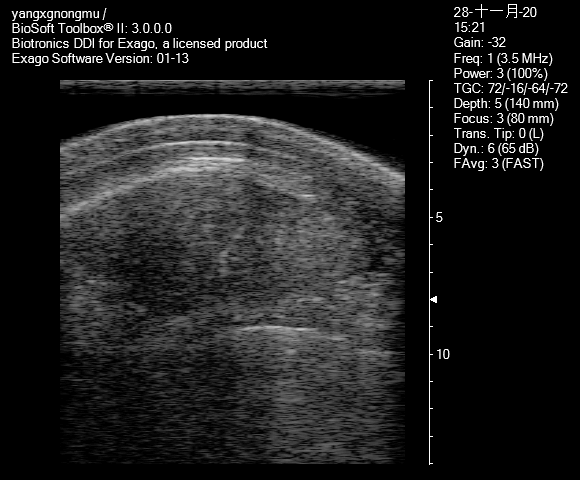 yangxgnongmu /
BioSoft Toolbox® II: 3.0.0.0
Biotronics DDI for Exago, a licensed product
Exago Software Version: 01-13
28-十一月-20
15:21
Gain: -32
Freq: 1 (3.5 MHz)
Power: 3 (100%)
TGC: 72/-16/-64/-72
Depth: 5 (140 mm)
Focus: 3 (80 mm)
Trans. Tip: 0 (L)
Dyn.: 6 (65 dB)
FAvg: 3 (FAST)
5
10